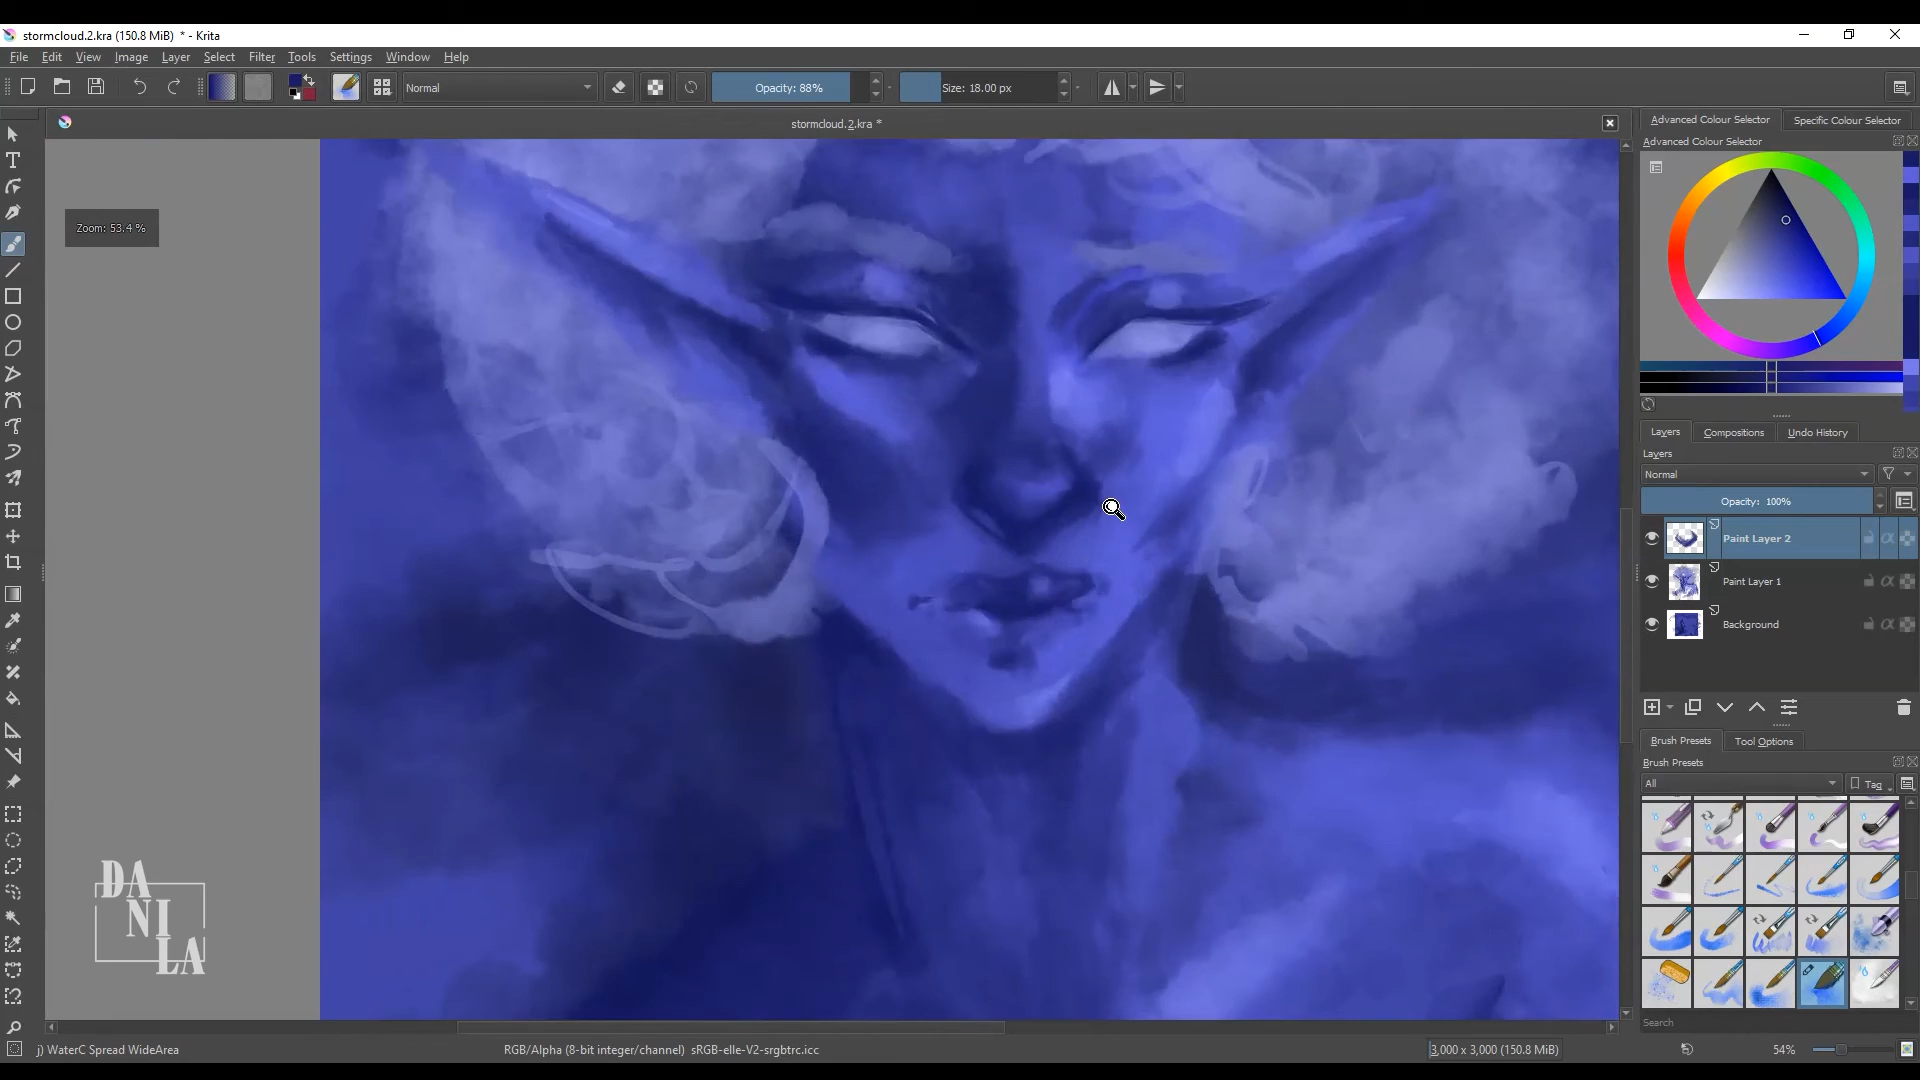 stormcloud.2.kra (150.8 MiB) * - Krita
File Edit View Image Layer Select Filter Tools Settings Window Help
Normal
Opacity: 88%
Size: 18.00 px
stormcloud.2.kra *
Advanced Colour Selector
Specific Colour Selector
Advanced Colour Selector
Zoom: 53.4 %
Layers Compositions Undo History
Layers
Normal
Opacity: 100%
Paint Layer 2
Paint Layer 1
Background
Brush Presets Tool Options
Brush Presets
All
Tag
DA
NI
LA
Search
j) WaterC Spread WideArea
RGB/Alpha (8-bit integer/channel) sRGB-elle-V2-srgbtrc.icc
3,000 x 3,000 (150.8 MiB)
54%